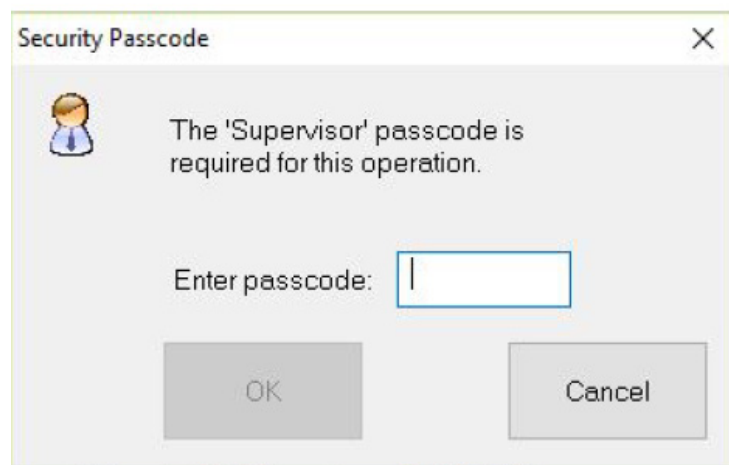 Security Passcode
The 'Supervisor' passcode is
required for this operation.
Enter passcode:
OK
Cancel